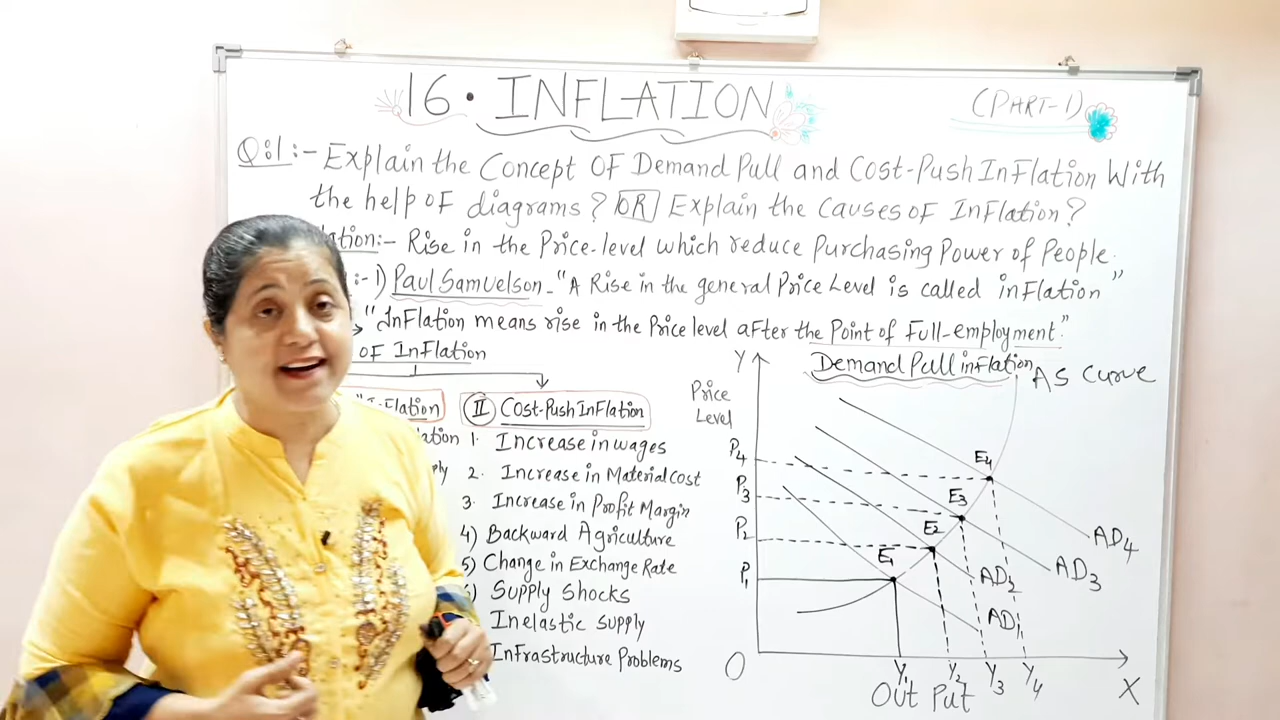 16. INFLATION
(PART-1)
Q:1:- Explain the Concept OF Demand Pull and Cost-Push InFlation With
the help OF diagrams? OR Explain the Causes OF InFlation?
ation:- Rise in the Price-level which reduce Purchasing Power of People.
:- 1) Paul Samuelson - "A Rise in the general Price Level is called inflation"
"InFlation means rise in the Price level aFter the Point of Full-employment."
OF InFlation
Flation
II Cost-Push InFlation
ation
1. Increase in wages
ply
2. Increase in Material Cost
3. Increase in Profit Margin
4) Backward Agriculture
5) Change in Exchange Rate
Supply Shocks
Inelastic Supply
InFrastructure Problems
Y
Demand Pull inflation
AS Curve
Price
Level
P4
P3
P2
P1
E4
E3
E2
E1
AD4
AD3
AD2
AD1
O
Y1 Y2 Y3 Y4
X
Out Put